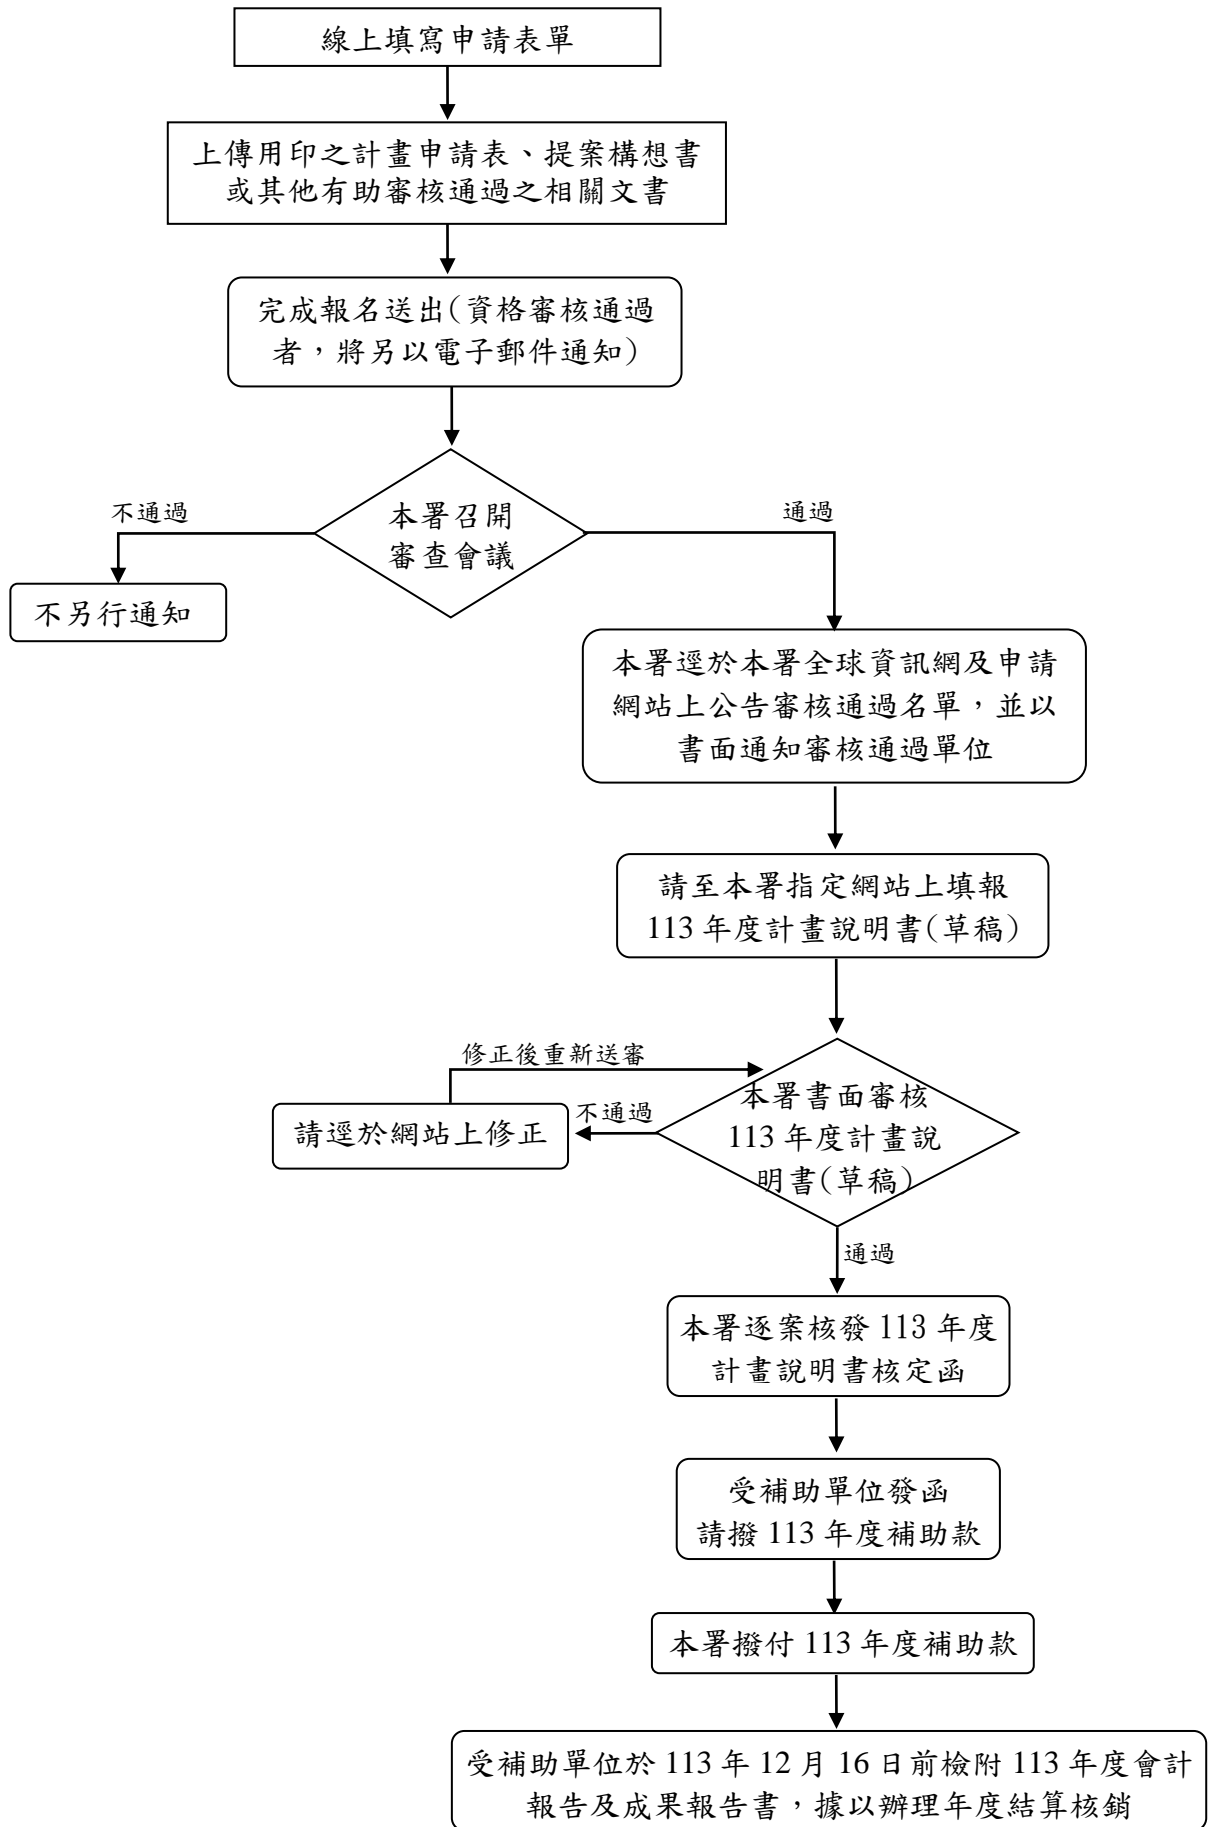 線上填寫申請表單
上傳用印之計畫申請表、提案構想書
或其他有助審核通過之相關文書
完成報名送出(資格審核通過
者,將另以電子郵件通知)
不通過
本署召開
審查會議
通過
不另行通知
本署逕於本署全球資訊網及申請
網站上公告審核通過名單,並以
書面通知審核通過單位
請至本署指定網站上填報
113 年度計畫說明書(草稿)
修正後重新送審
請逕於網站上修正
不通過
本署書面審核
113 年度計畫說
明書(草稿)
通過
本署逐案核發 113 年度
計畫說明書核定函
受補助單位發函
請撥 113 年度補助款
本署撥付 113 年度補助款
受補助單位於 113 年 12 月 16 日前檢附 113 年度會計
報告及成果報告書,據以辦理年度結算核銷